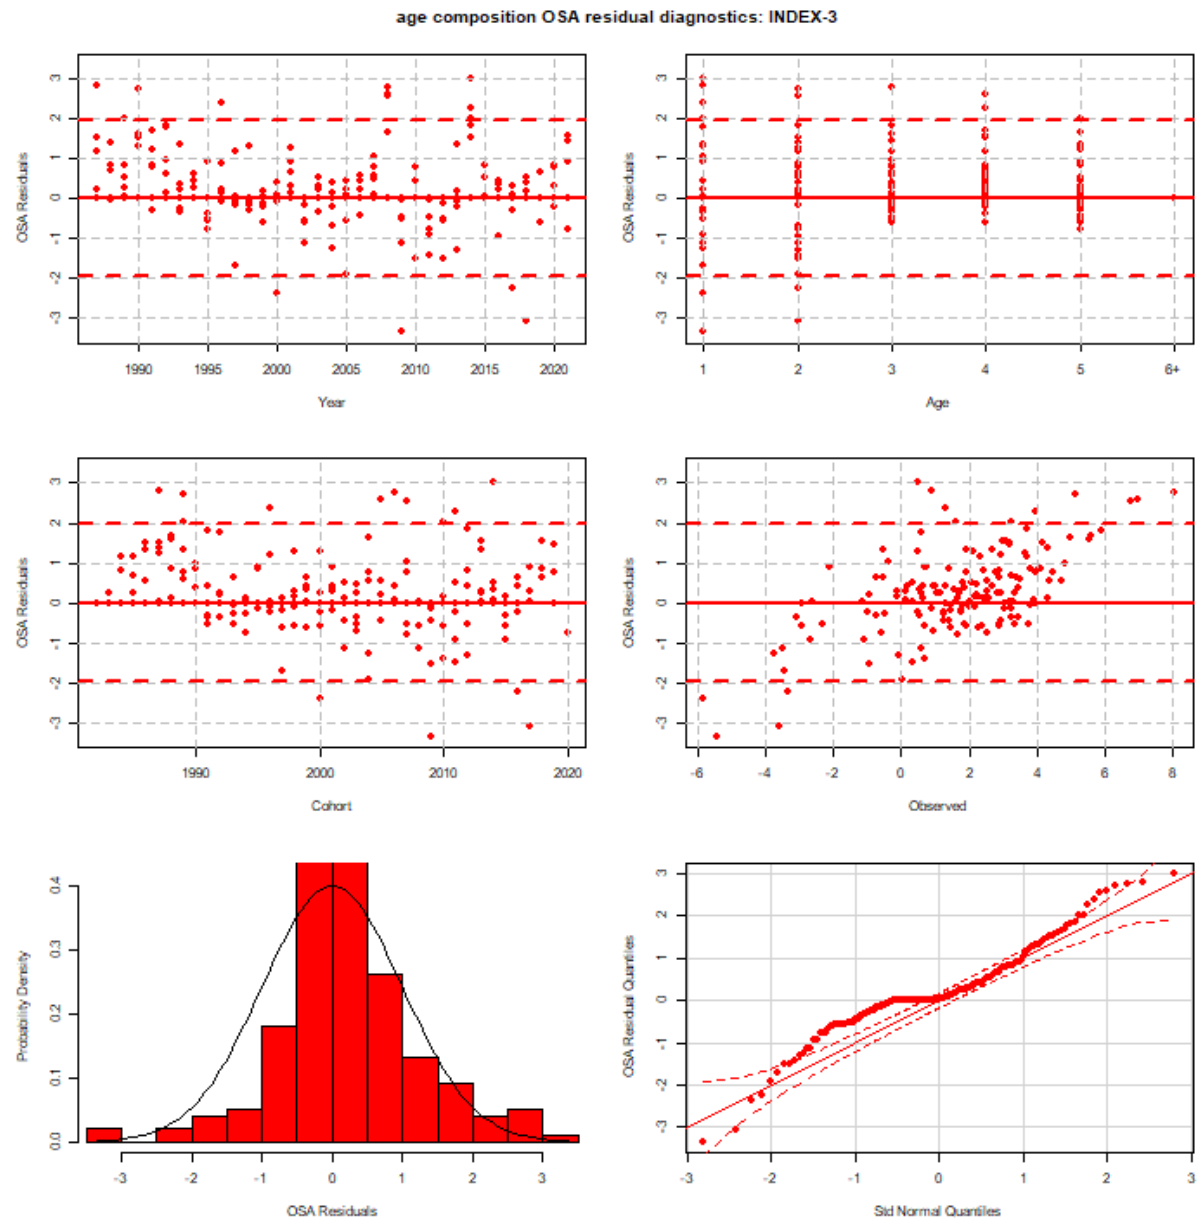 age composition OSA residual diagnostics: INDEX-3
OSA Residuals
3
2
1
0
-1
-2
-3
1990 1995 2000 2005 2010 2015 2020
Year
OSA Residuals
3
2
1
0
-1
-2
-3
1 2 3 4 5 6+
Age
OSA Residuals
3
2
1
0
-1
-2
-3
1990 2000 2010 2020
Cohort
OSA Residuals
3
2
1
0
-1
-2
-3
-6 -4 -2 0 2 4 6 8
Observed
Probability Density
0.4
0.3
0.2
0.1
0.0
-3 -2 -1 0 1 2 3
OSA Residuals
OSA Residual Quantiles
3
2
1
0
-1
-2
-3
-3 -2 -1 0 1 2 3
Std Normal Quantiles